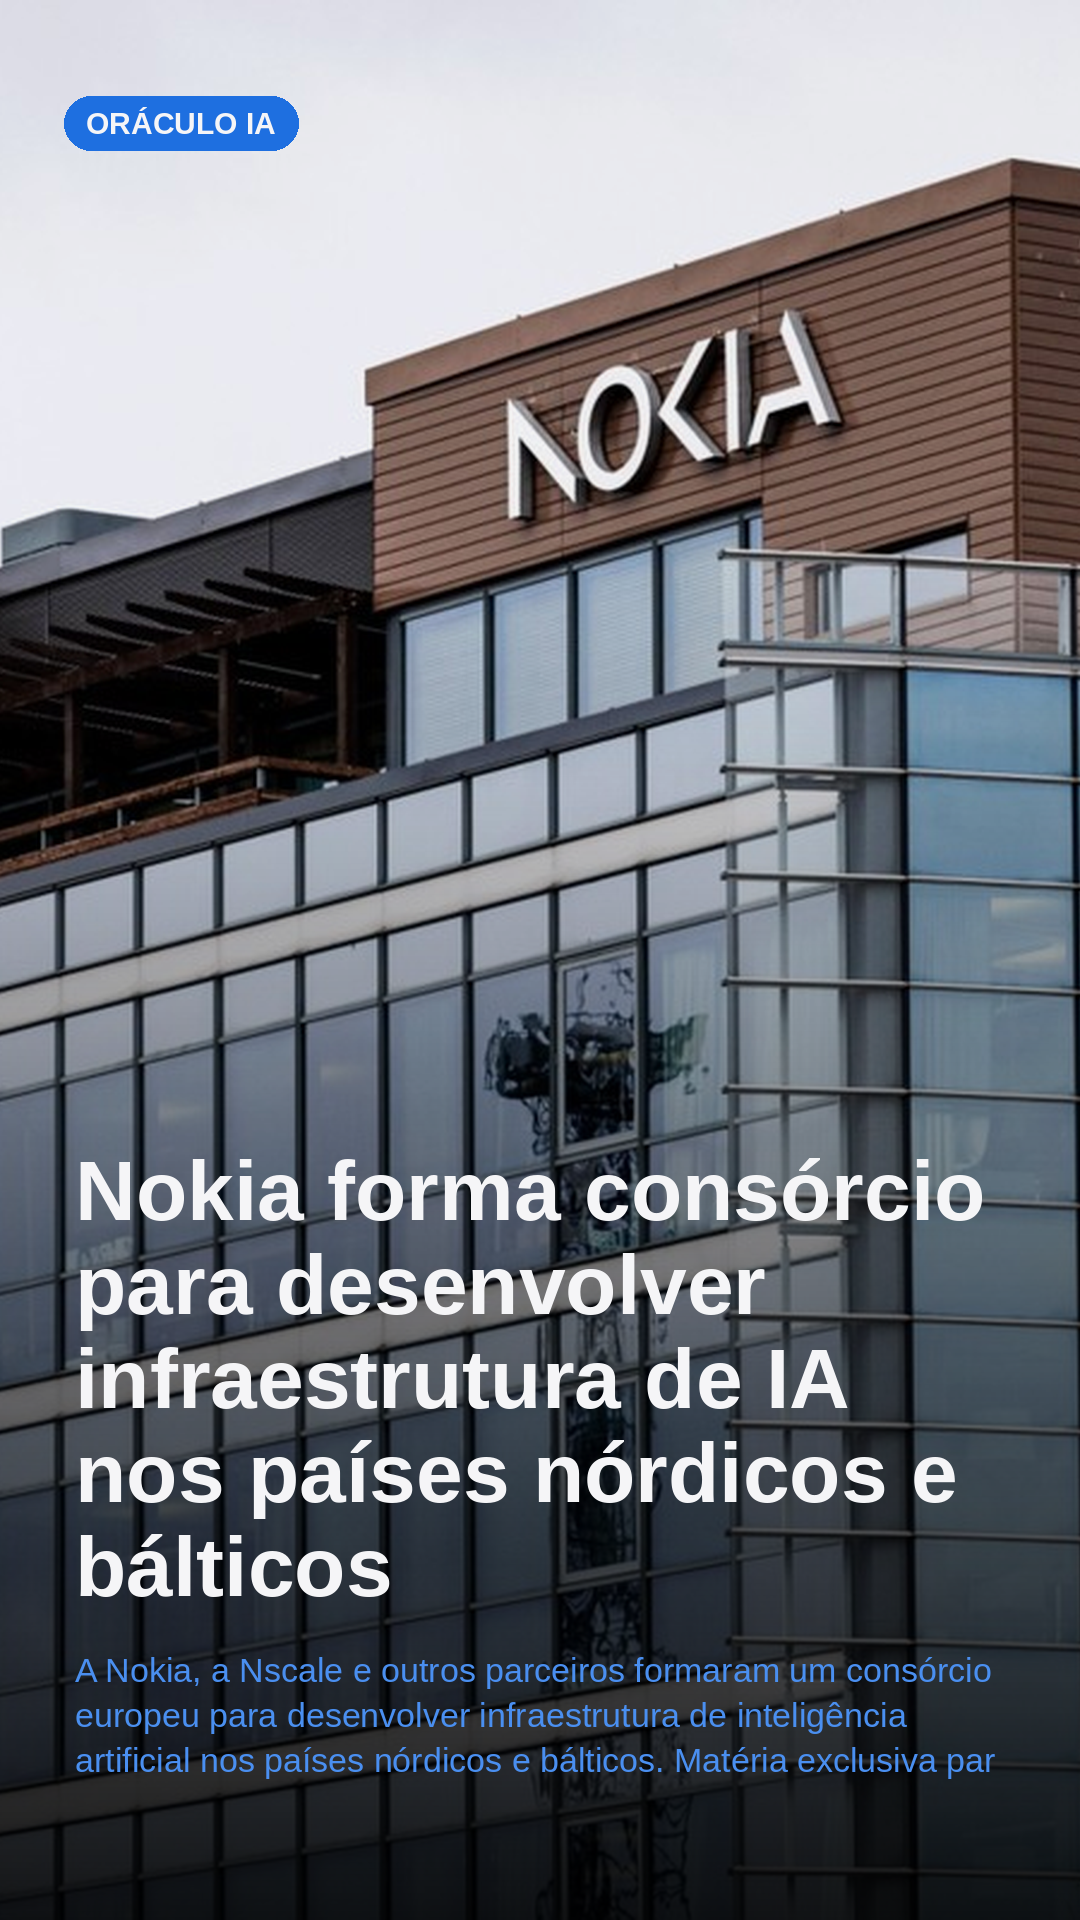 ORÁCULO IA
NOKIA
Nokia forma consórcio
para desenvolver
infraestrutura de IA
nos países nórdicos e
bálticos
A Nokia, a Nscale e outros parceiros formaram um consórcio
europeu para desenvolver infraestrutura de inteligência
artificial nos países nórdicos e bálticos. Matéria exclusiva par